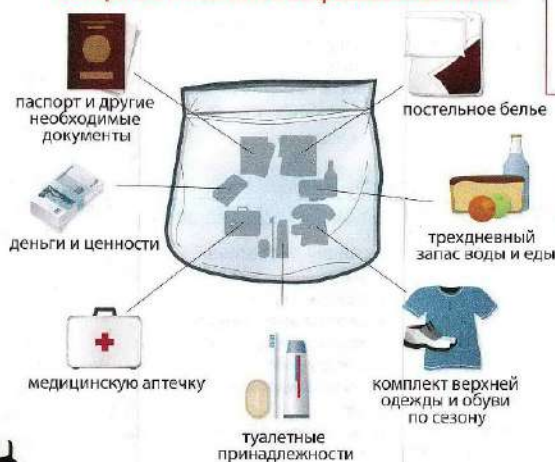 паспорт и другие
необходимые
документы
постельное белье
деньги и ценности
трехдневный
запас воды и еды
медицинскую аптечку
комплект верхней
одежды и обуви
по сезону
туалетные
принадлежности